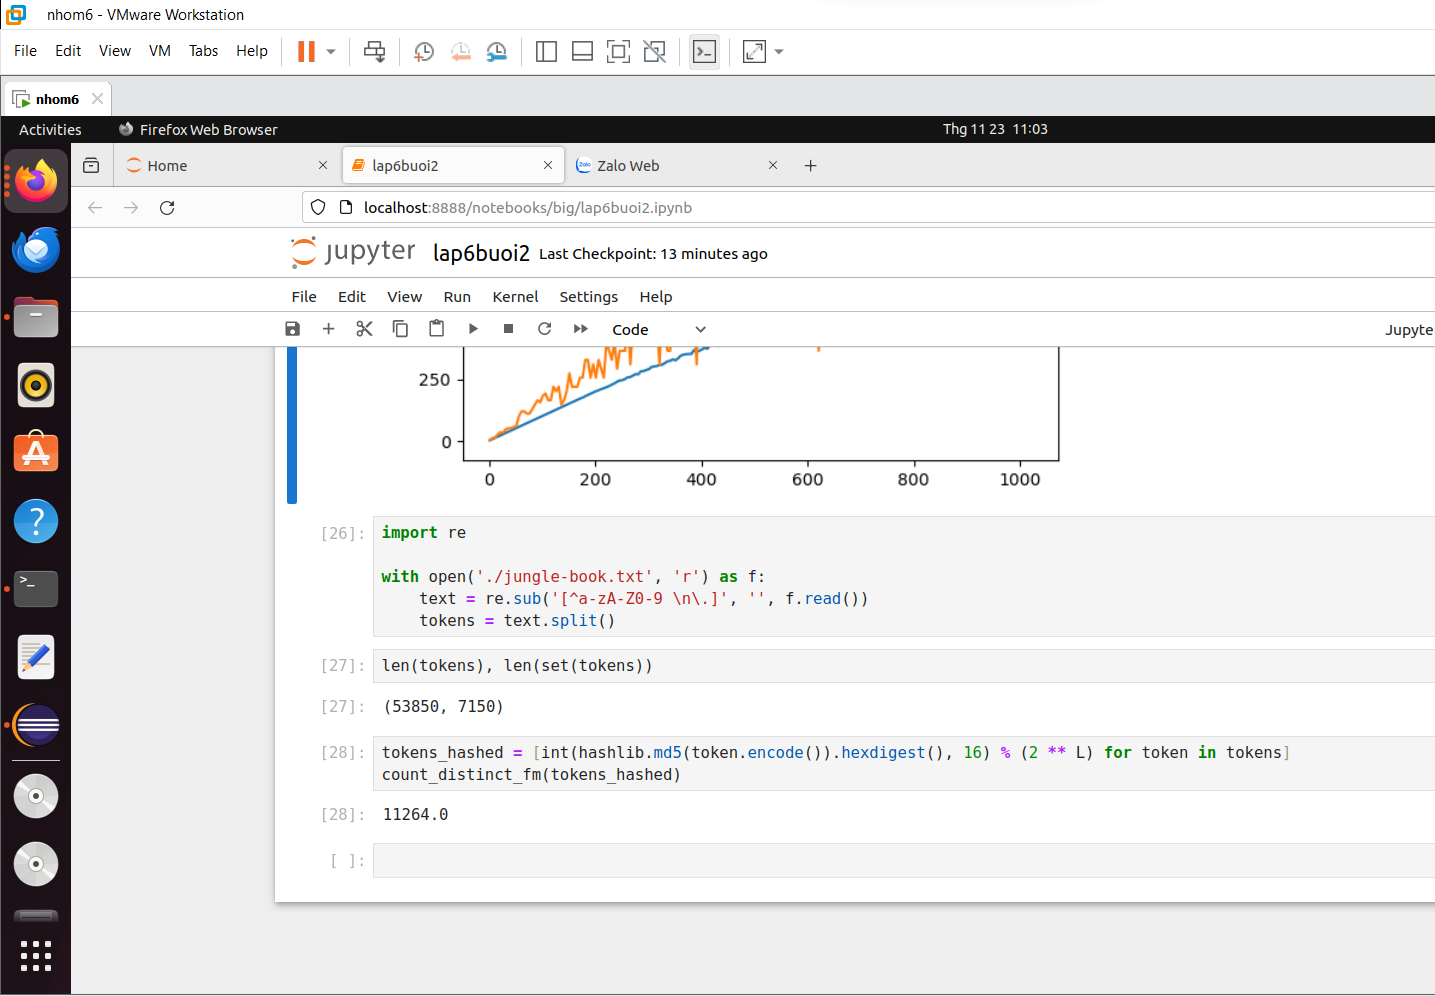 nhom6 - VMware Workstation
File Edit View VM Tabs Help
nhom6
Activities Firefox Web Browser Thg 11 23 11:03
Home lap6buoi2 Zalo Zalo Web
localhost:8888/notebooks/big/lap6buoi2.ipynb
jupyter lap6buoi2 Last Checkpoint: 13 minutes ago
File Edit View Run Kernel Settings Help
Code Jupyte
250
0
0 200 400 600 800 1000
[26]: import re
with open('./jungle-book.txt', 'r') as f:
    text = re.sub('[^a-zA-Z0-9 \n\.]', '', f.read())
    tokens = text.split()
[27]: len(tokens), len(set(tokens))
[27]: (53850, 7150)
[28]: tokens_hashed = [int(hashlib.md5(token.encode()).hexdigest(), 16) % (2 ** L) for token in tokens]
count_distinct_fm(tokens_hashed)
[28]: 11264.0
[ ]: